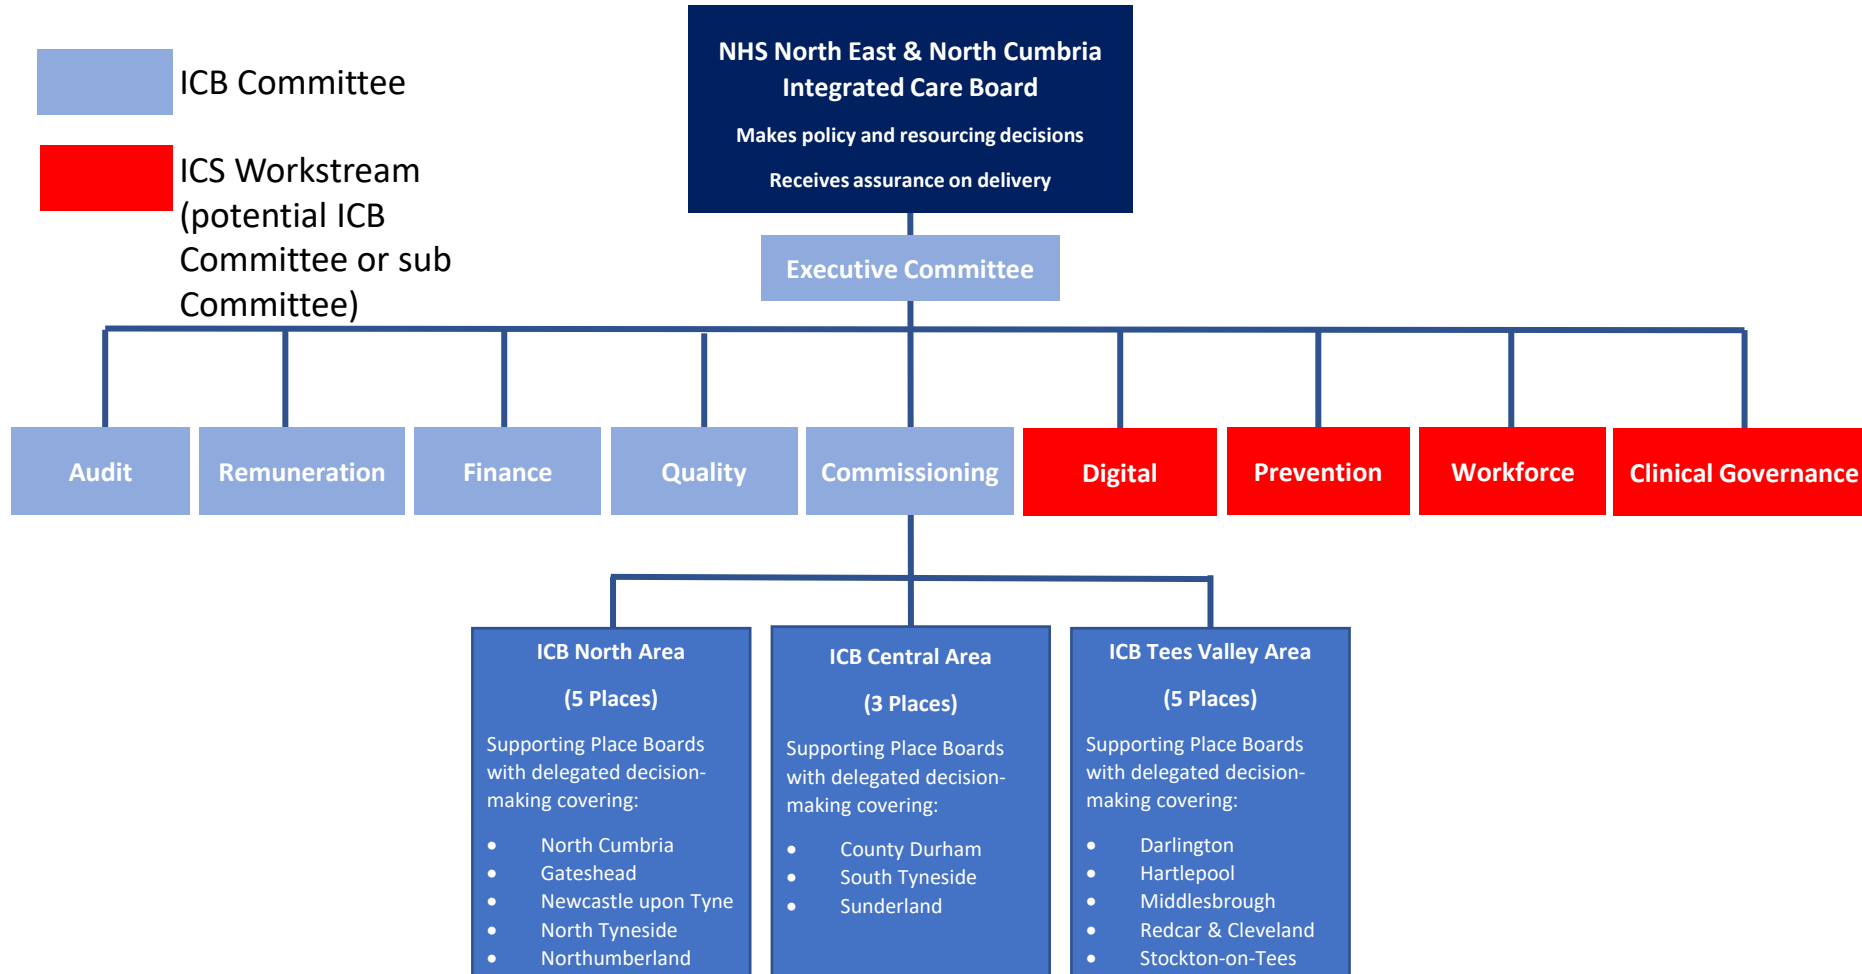 ICB Committee
ICS Workstream
(potential ICB
Committee or sub
Committee)
NHS North East & North Cumbria
Integrated Care Board
Makes policy and resourcing decisions
Receives assurance on delivery
Executive Committee
Audit
Remuneration
Finance
Quality
Commissioning
Digital
Prevention
Workforce
Clinical Governance
ICB North Area
(5 Places)
Supporting Place Boards
with delegated decision-
making covering:
• North Cumbria
• Gateshead
• Newcastle upon Tyne
• North Tyneside
• Northumberland
ICB Central Area
(3 Places)
Supporting Place Boards
with delegated decision-
making covering:
• County Durham
• South Tyneside
• Sunderland
ICB Tees Valley Area
(5 Places)
Supporting Place Boards
with delegated decision-
making covering:
• Darlington
• Hartlepool
• Middlesbrough
• Redcar & Cleveland
• Stockton-on-Tees